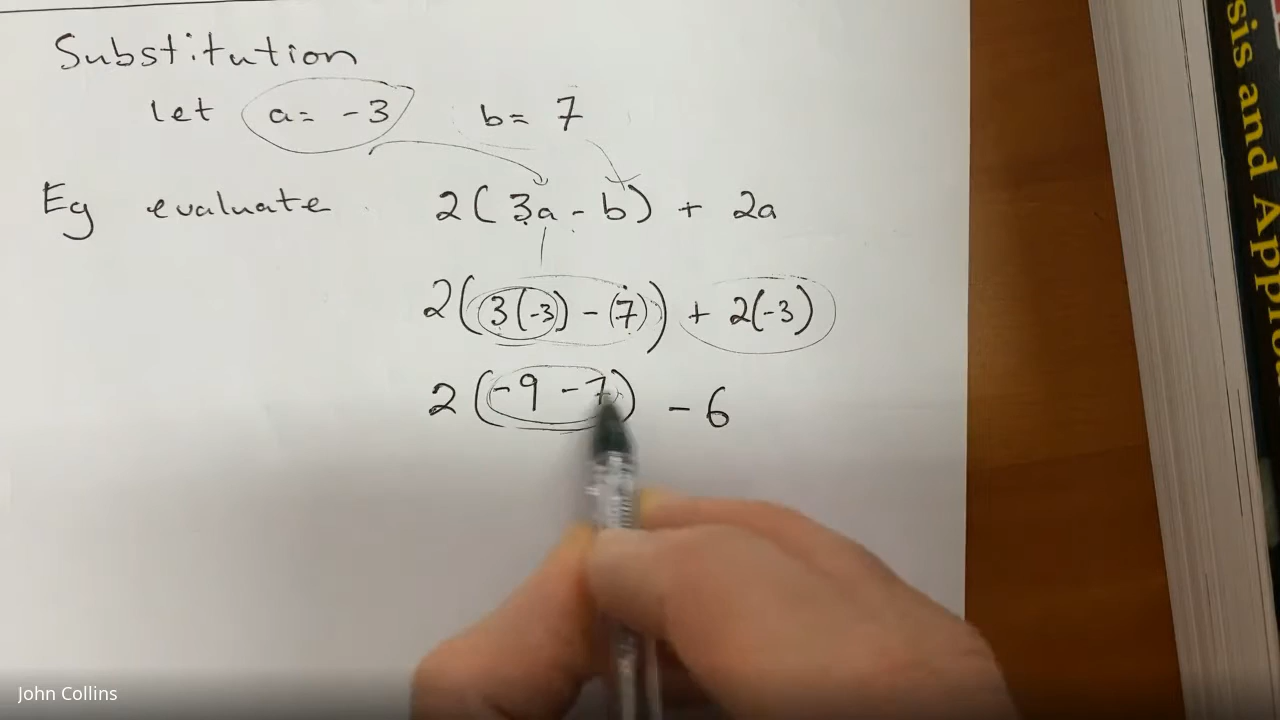 Substitution
let a= -3 b= 7
Eg evaluate 2(3a - b) + 2a
2(3(-3) - (7)) + 2(-3)
2(-9 -7) - 6
John Collins
sis and